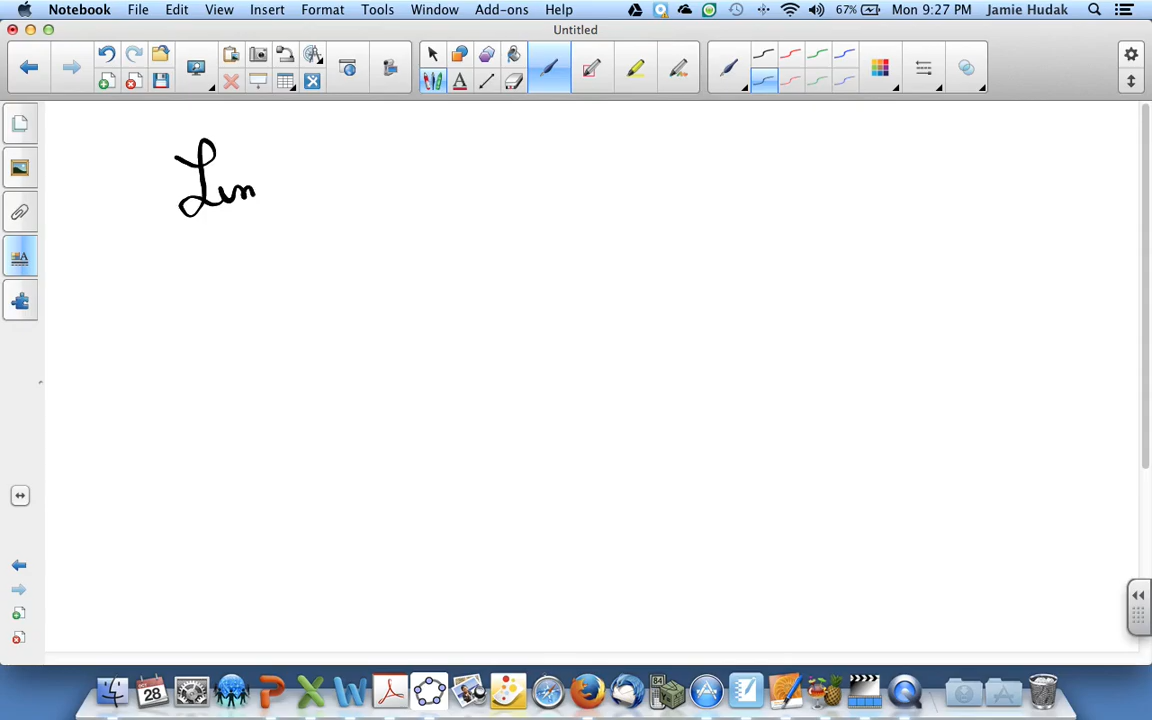 Notebook File Edit View Insert Format Tools Window Add-ons Help 67% Mon 9:27 PM Jamie Hudak
Untitled
Lin
28